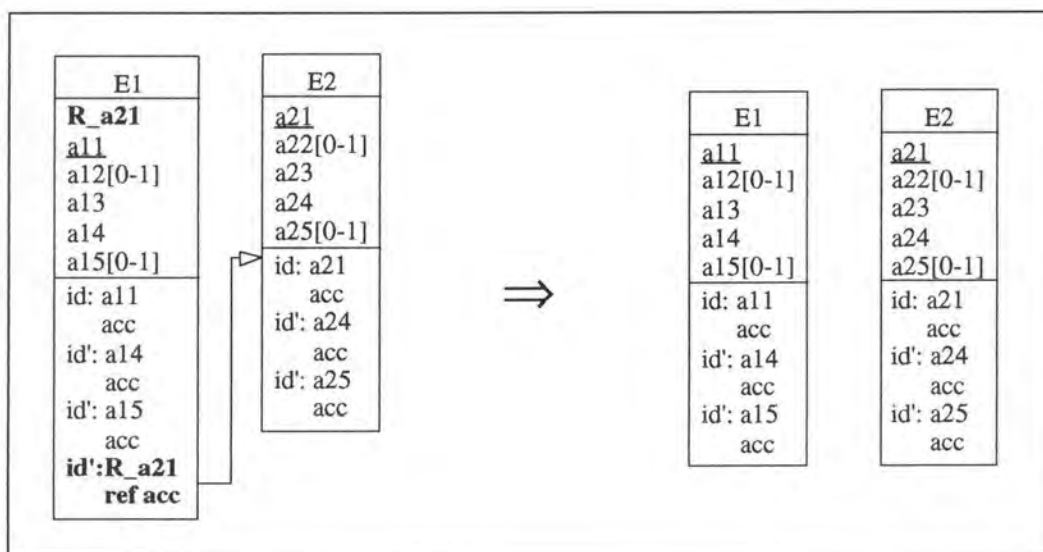 E1
R_a21
a11
a12[0-1]
a13
a14
a15[0-1]
id: a11
acc
id': a14
acc
id': a15
acc
id':R_a21
ref acc
E2
a21
a22[0-1]
a23
a24
a25[0-1]
id: a21
acc
id': a24
acc
id': a25
acc
⇒
E1
a11
a12[0-1]
a13
a14
a15[0-1]
id: a11
acc
id': a14
acc
id': a15
acc
E2
a21
a22[0-1]
a23
a24
a25[0-1]
id: a21
acc
id': a24
acc
id': a25
acc